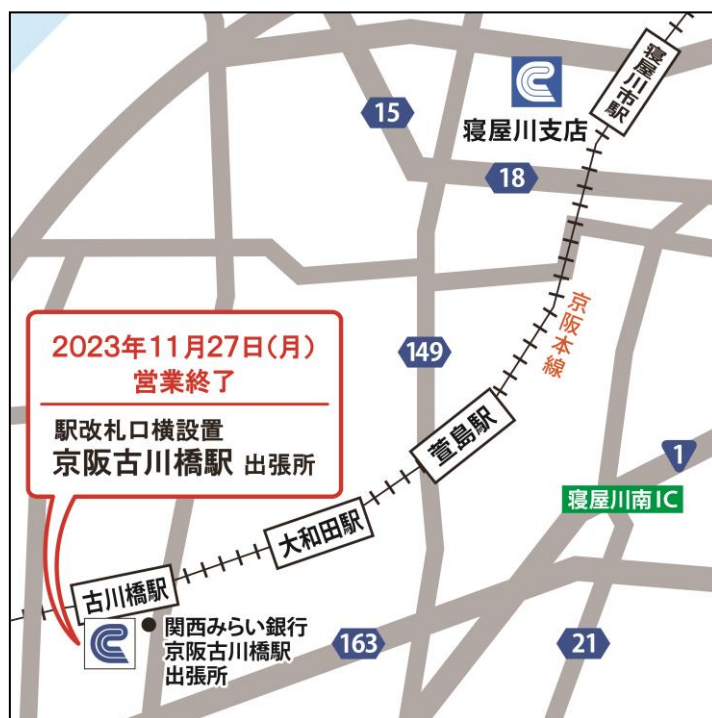 寝屋川市駅
15
寝屋川支店
18
京阪本線
2023年11月27日(月)
営業終了
駅改札口横設置
京阪古川橋駅 出張所
149
萱島駅
1
寝屋川南IC
大和田駅
古川橋駅
関西みらい銀行
京阪古川橋駅
出張所
163
21